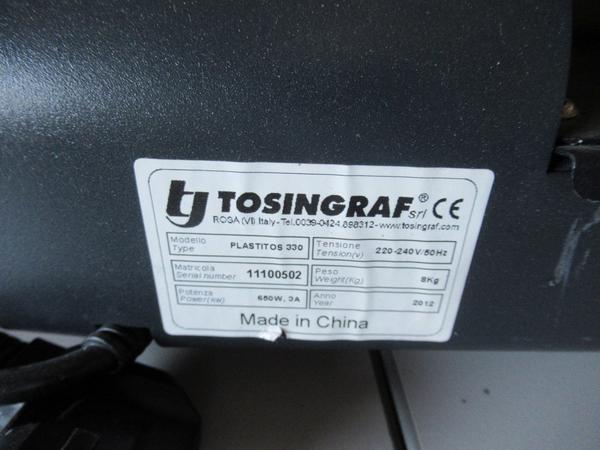 tj TOSINGRAF® srl CE
ROSA (VI) Italy-Tel.0039-0424.898312-www.tosingraf.com
Modello Type PLASTITOS 330 Tensione Tension(v) 220-240V/50Hz
Matricola Serial number 11100502 Peso Weight(Kg) 8Kg
Potenza Power(kw) 650W, 3A Anno Year 2012
Made in China